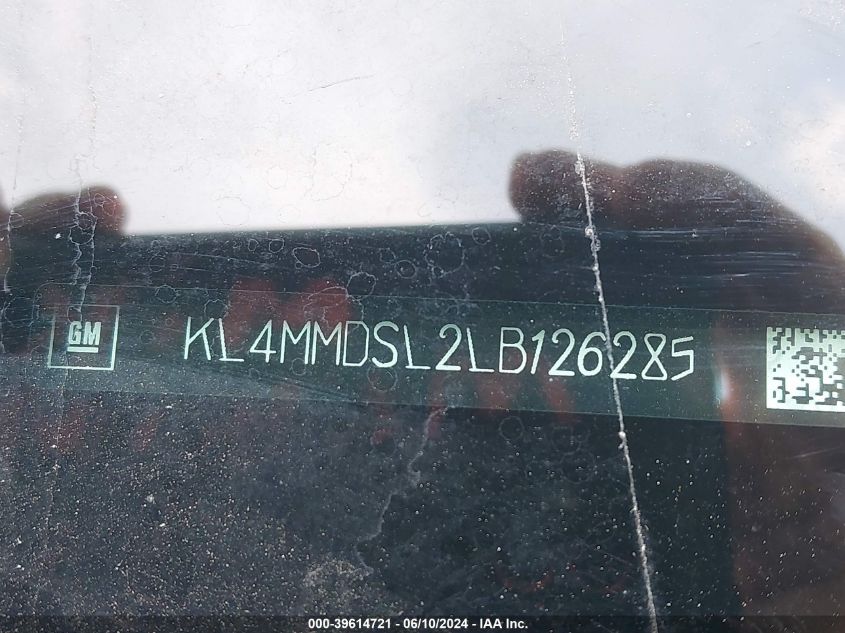 GM
KL4MMDSL2LB126285
000-39614721 - 06/10/2024 - IAA Inc.